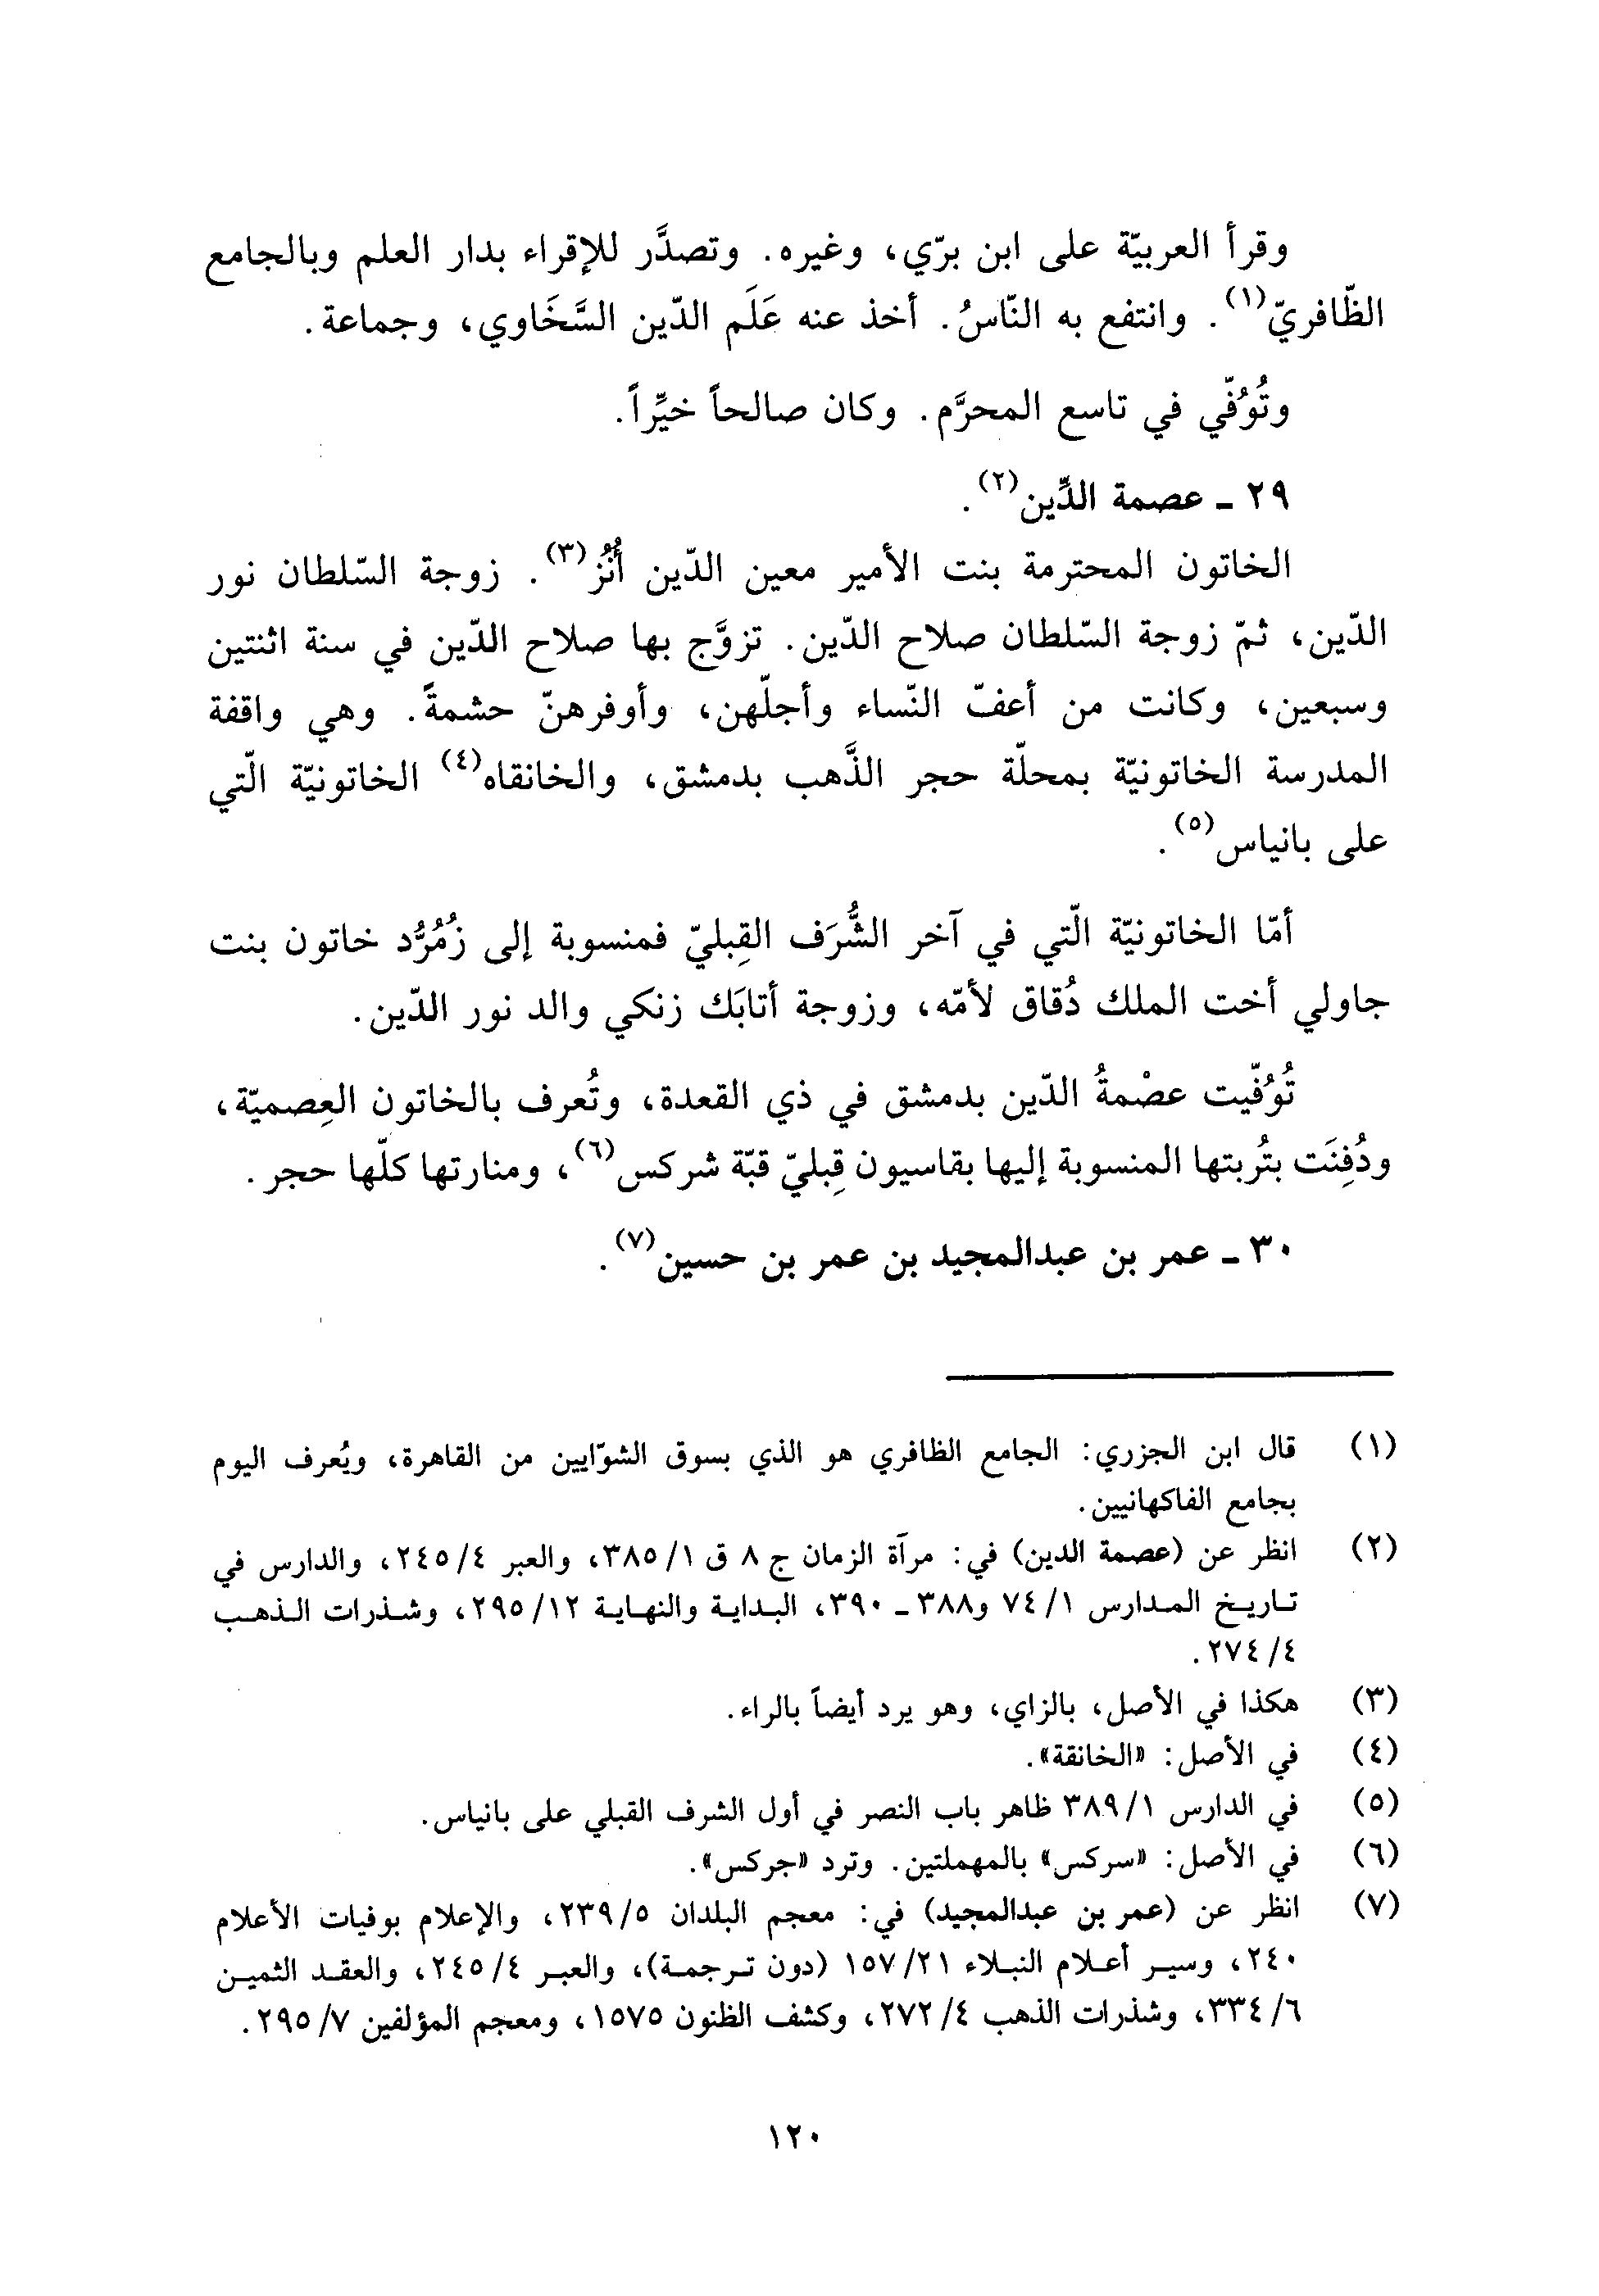 وقرأ العربيّة على ابن برّي، وغيره. وتصدَّر للإقراء بدار العلم وبالجامع
الظّافريّ(١). وانتفع به النّاسُ. أخذ عنه عَلَم الدّين السَّخَاوي، وجماعة.
وتُوُفّي في تاسع المحرَّم. وكان صالحاً خيِّراً.
٢٩ ـ عصمة الدِّين(٢).
الخاتون المحترمة بنت الأمير معين الدّين أُنُز(٣). زوجة السّلطان نور
الدّين، ثمّ زوجة السّلطان صلاح الدّين. تزوَّج بها صلاح الدّين في سنة اثنتين
وسبعين، وكانت من أعفّ النّساء وأجلّهن، وأوفرهنّ حشمةً. وهي واقفة
المدرسة الخاتونيّة بمحلّة حجر الذَّهب بدمشق، والخانقاه(٤) الخاتونيّة الّتي
على بانياس(٥).
أمّا الخاتونيّة الّتي في آخر الشُّرَف القِبليّ فمنسوبة إلى زُمُرُّد خاتون بنت
جاولي أخت الملك دُقاق لأمّه، وزوجة أتابَك زنكي والد نور الدّين.
تُوُفّيت عصْمةُ الدّين بدمشق في ذي القعدة، وتُعرف بالخاتون العِصميّة،
ودُفِنَت بتُربتها المنسوبة إليها بقاسيون قِبليّ قبّة شركس(٦)، ومنارتها كلّها حجر.
٣٠ ـ عمر بن عبدالمجيد بن عمر بن حسين(٧).
(١) قال ابن الجزري: الجامع الظافري هو الذي بسوق الشوّايين من القاهرة، ويُعرف اليوم
بجامع الفاكهانيين.
(٢) انظر عن (عصمة الدين) في: مرآة الزمان ج ٨ ق ١/ ٣٨٥، والعبر ٤/ ٢٤٥، والدارس في
تاريخ المدارس ١/ ٧٤ و٣٨٨ ـ ٣٩٠، البداية والنهاية ١٢/ ٢٩٥، وشذرات الذهب
٤/ ٢٧٤.
(٣) هكذا في الأصل، بالزاي، وهو يرد أيضاً بالراء.
(٤) في الأصل: «الخانقة».
(٥) في الدارس ١/ ٣٨٩ ظاهر باب النصر في أول الشرف القبلي على بانياس.
(٦) في الأصل: «سركس» بالمهملتين. وترد «جركس».
(٧) انظر عن (عمر بن عبدالمجيد) في: معجم البلدان ٥/ ٢٣٩، والإعلام بوفيات الأعلام
٢٤٠، وسير أعلام النبلاء ٢١/ ١٥٧ (دون ترجمة)، والعبر ٤/ ٢٤٥، والعقد الثمين
٦/ ٣٣٤، وشذرات الذهب ٤/ ٢٧٢، وكشف الظنون ١٥٧٥، ومعجم المؤلفين ٧/ ٢٩٥.
١٢٠